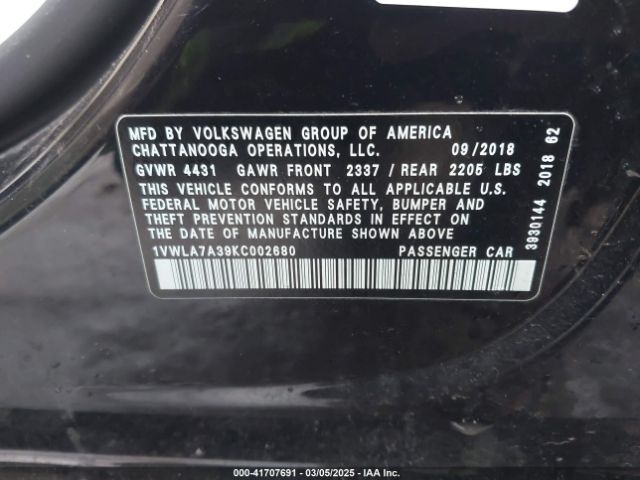 MFD BY VOLKSWAGEN GROUP OF AMERICA
CHATTANOOGA OPERATIONS, LLC. 09/2018
GVWR 4431 GAWR FRONT 2337 / REAR 2205 LBS
THIS VEHICLE CONFORMS TO ALL APPLICABLE U.S.
FEDERAL MOTOR VEHICLE SAFETY, BUMPER AND
THEFT PREVENTION STANDARDS IN EFFECT ON
THE DATE OF MANUFACTURE SHOWN ABOVE
1VWLA7A39KC002680 PASSENGER CAR
3930144 2018 62
000-41707691 - 03/05/2025 - IAA Inc.